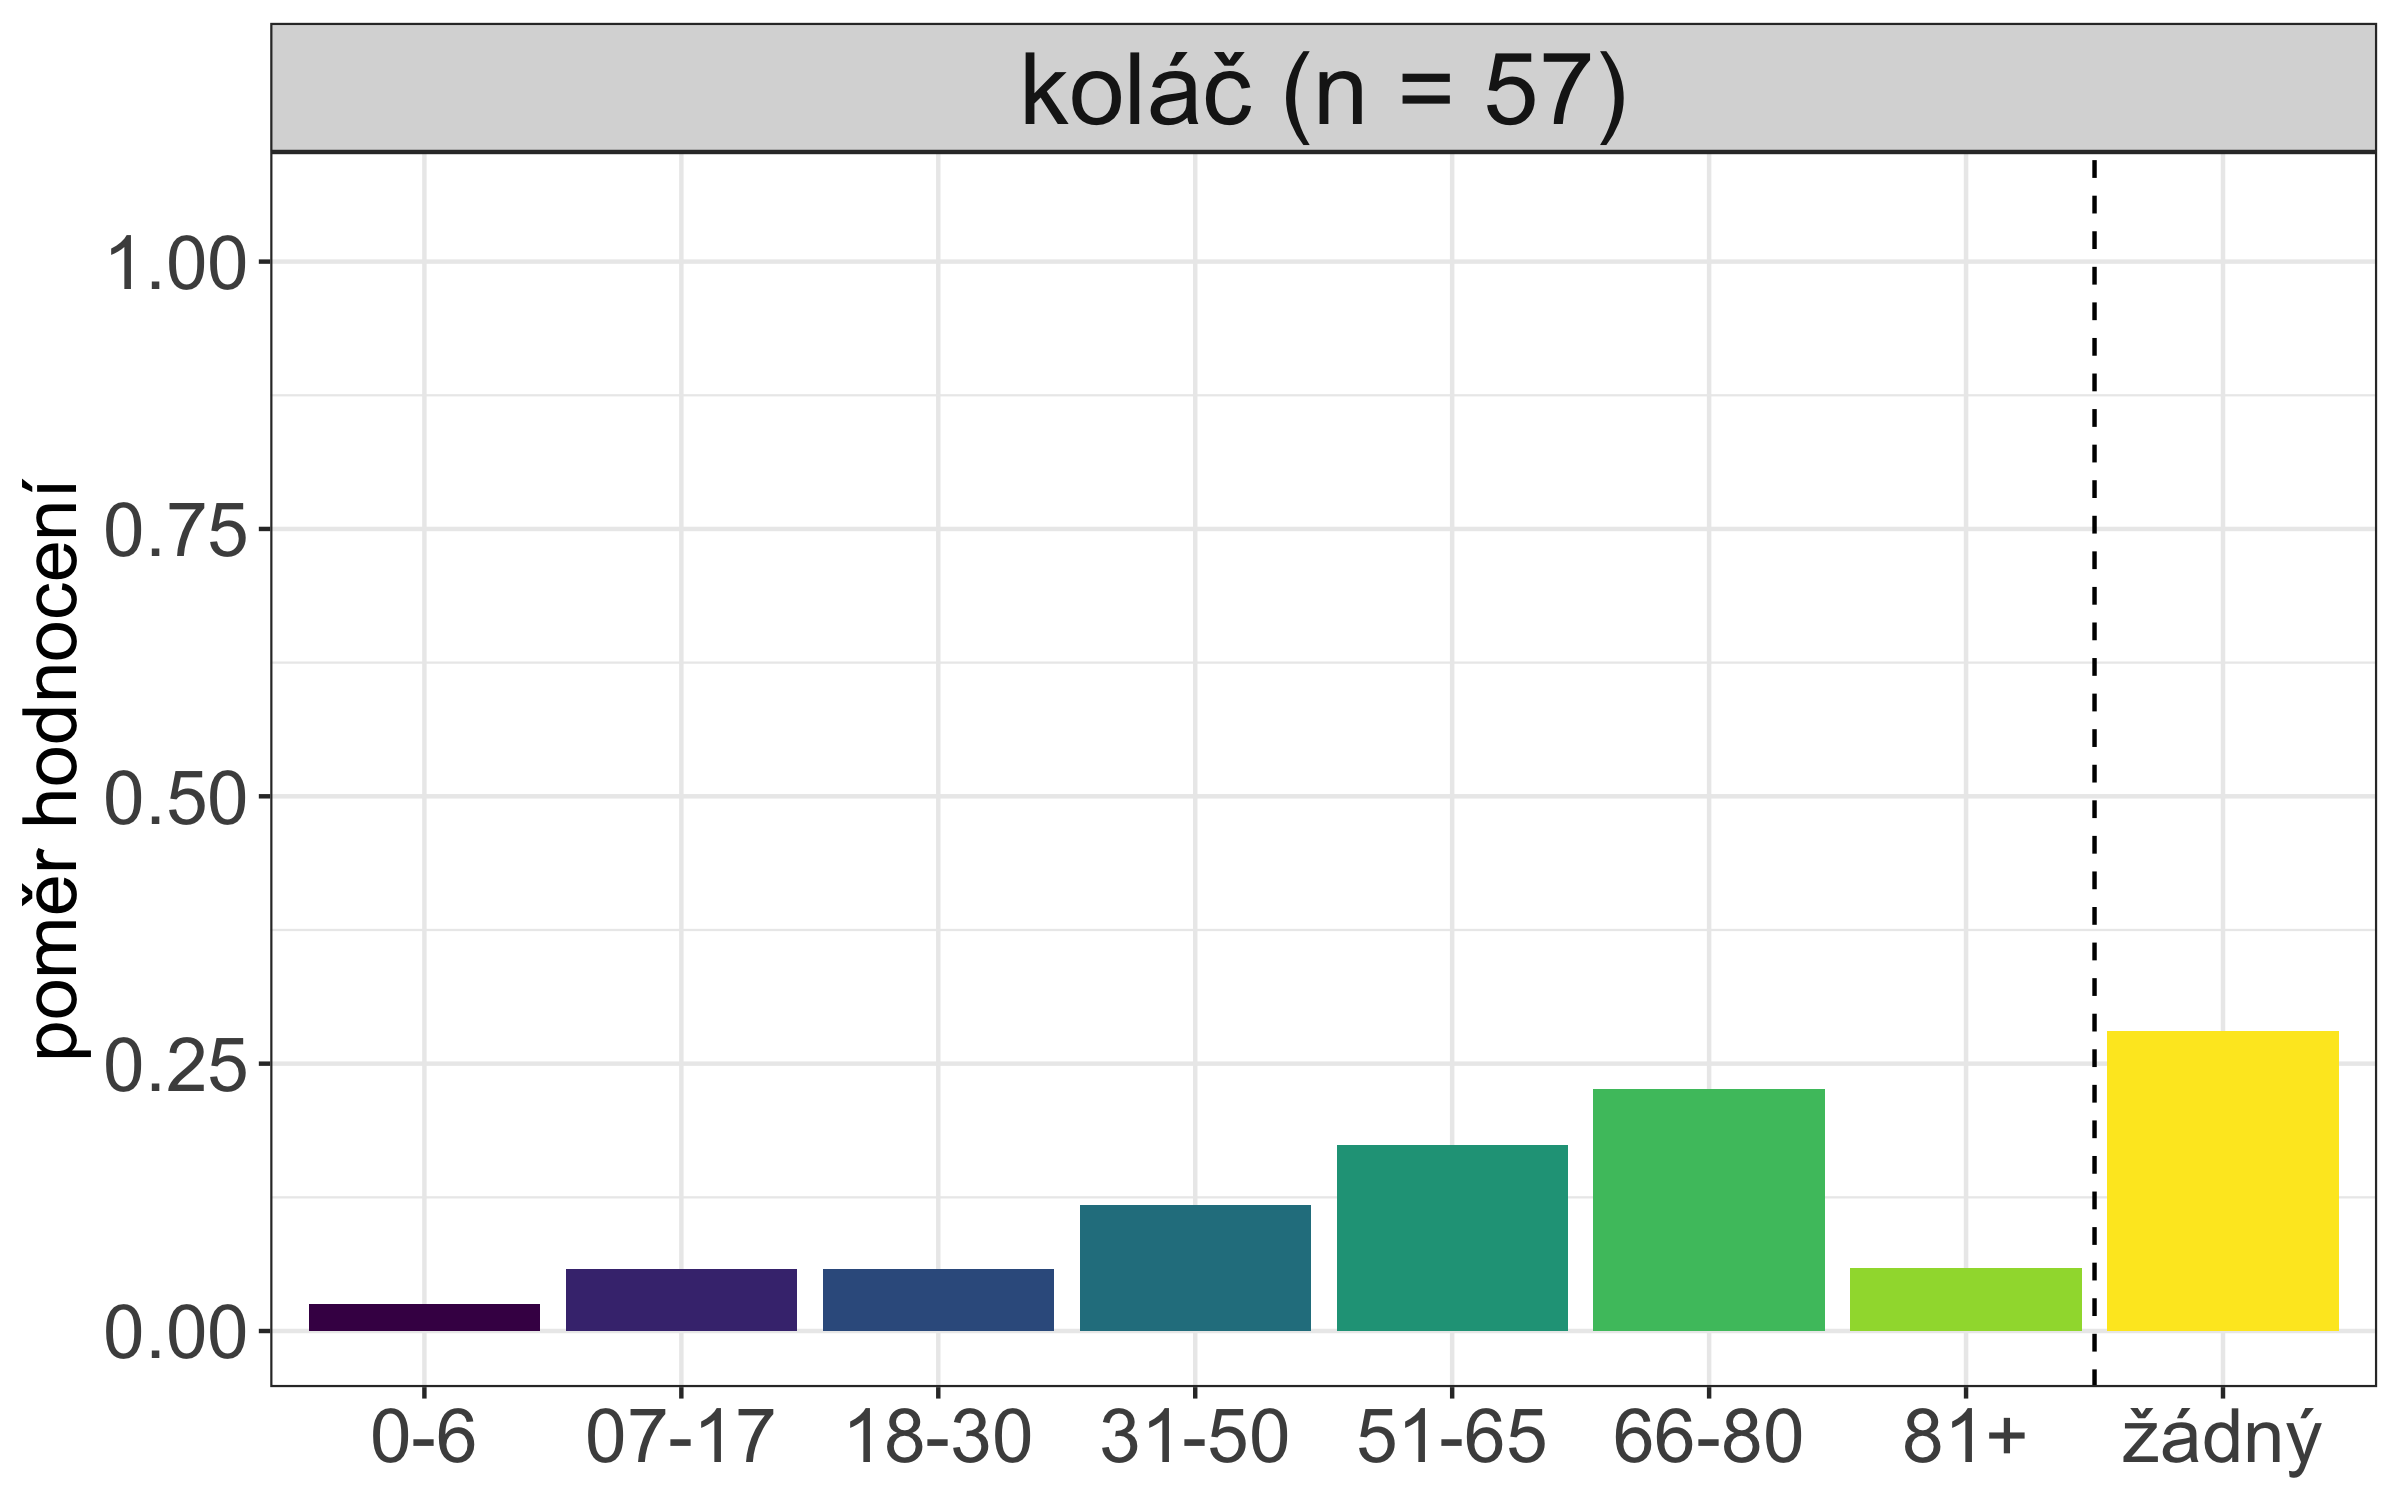 koláč (n = 57)
poměr hodnocení
1.00
0.75
0.50
0.25
0.00
0-6 07-17 18-30 31-50 51-65 66-80 81+ žádný